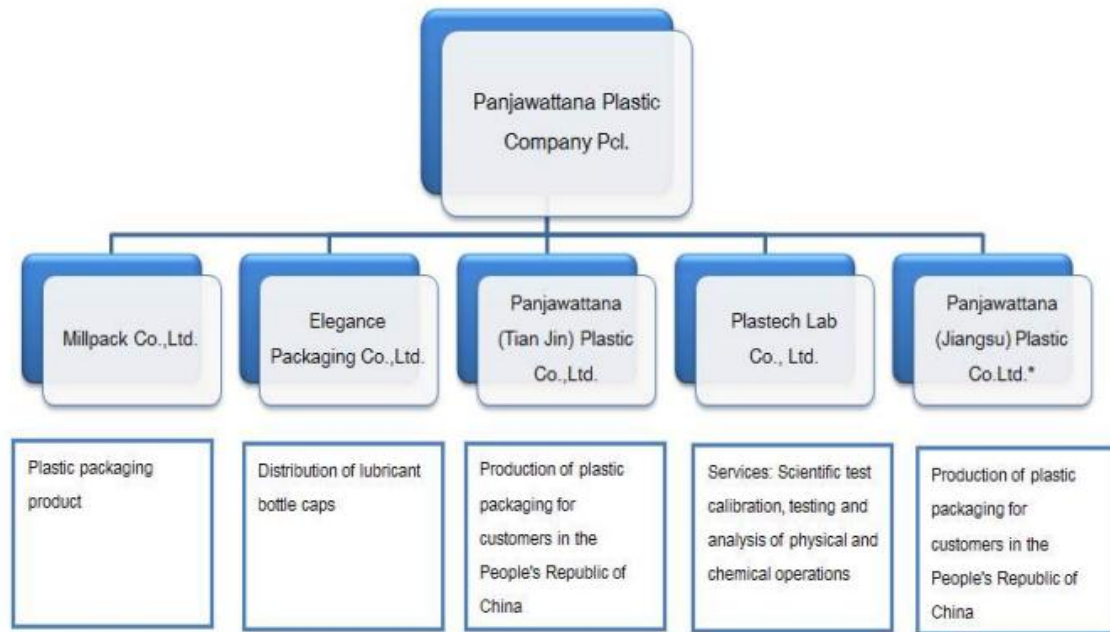 Panjawattana Plastic
Company Pcl.
Millpack Co.,Ltd.
Elegance
Packaging Co.,Ltd.
Panjawattana
(Tian Jin) Plastic
Co.,Ltd.
Plastech Lab
Co., Ltd.
Panjawattana
(Jiangsu) Plastic
Co.Ltd.*
Plastic packaging
product
Distribution of lubricant
bottle caps
Production of plastic
packaging for
customers in the
People's Republic of
China
Services: Scientific test
calibration, testing and
analysis of physical and
chemical operations
Production of plastic
packaging for
customers in the
People's Republic of
China